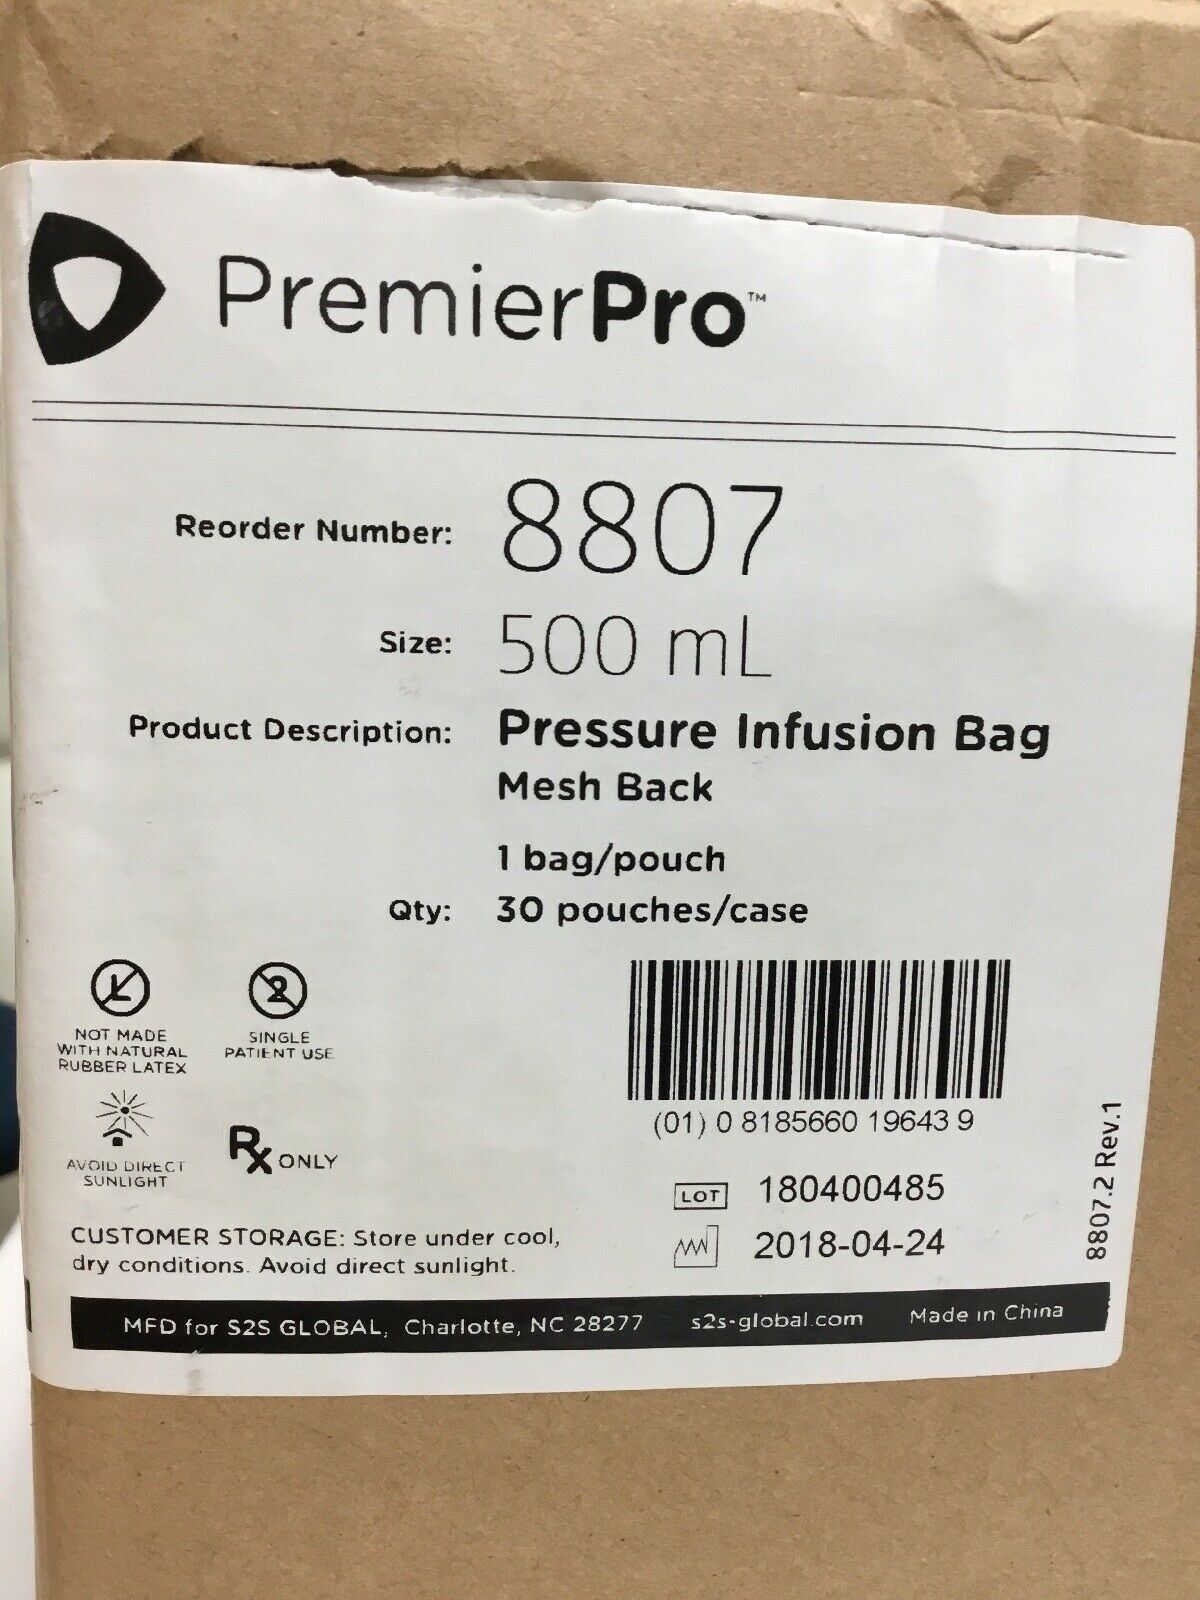 PremierPro™
Reorder Number: 8807
Size: 500 mL
Product Description: Pressure Infusion Bag
Mesh Back
1 bag/pouch
Qty: 30 pouches/case
NOT MADE
WITH NATURAL
RUBBER LATEX
2
SINGLE
PATIENT USE
AVOID DIRECT
SUNLIGHT
Rx ONLY
(01) 0 8185660 19643 9
LOT 180400485
2018-04-24
8807.2 Rev.1
CUSTOMER STORAGE: Store under cool,
dry conditions. Avoid direct sunlight.
MFD for S2S GLOBAL, Charlotte, NC 28277 s2s-global.com Made in China